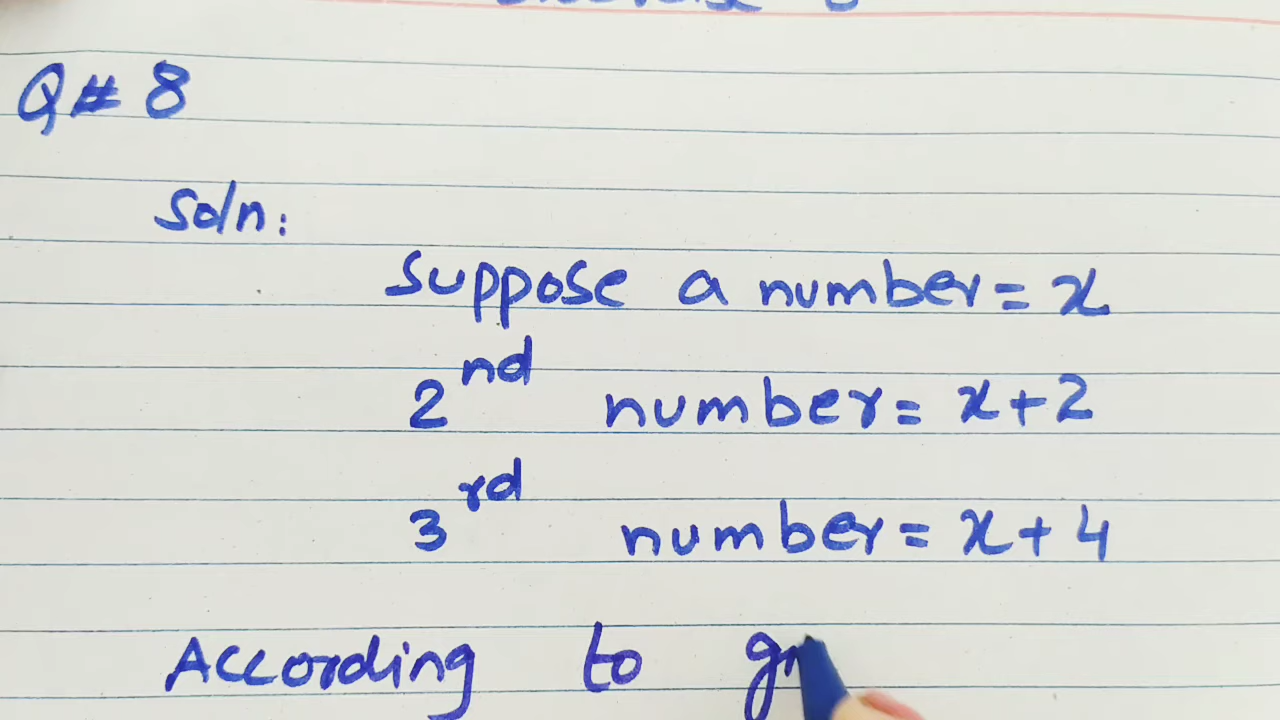 Q # 8
Soln:
Suppose a number = x
2nd number = x+2
3rd number = x+4
According to